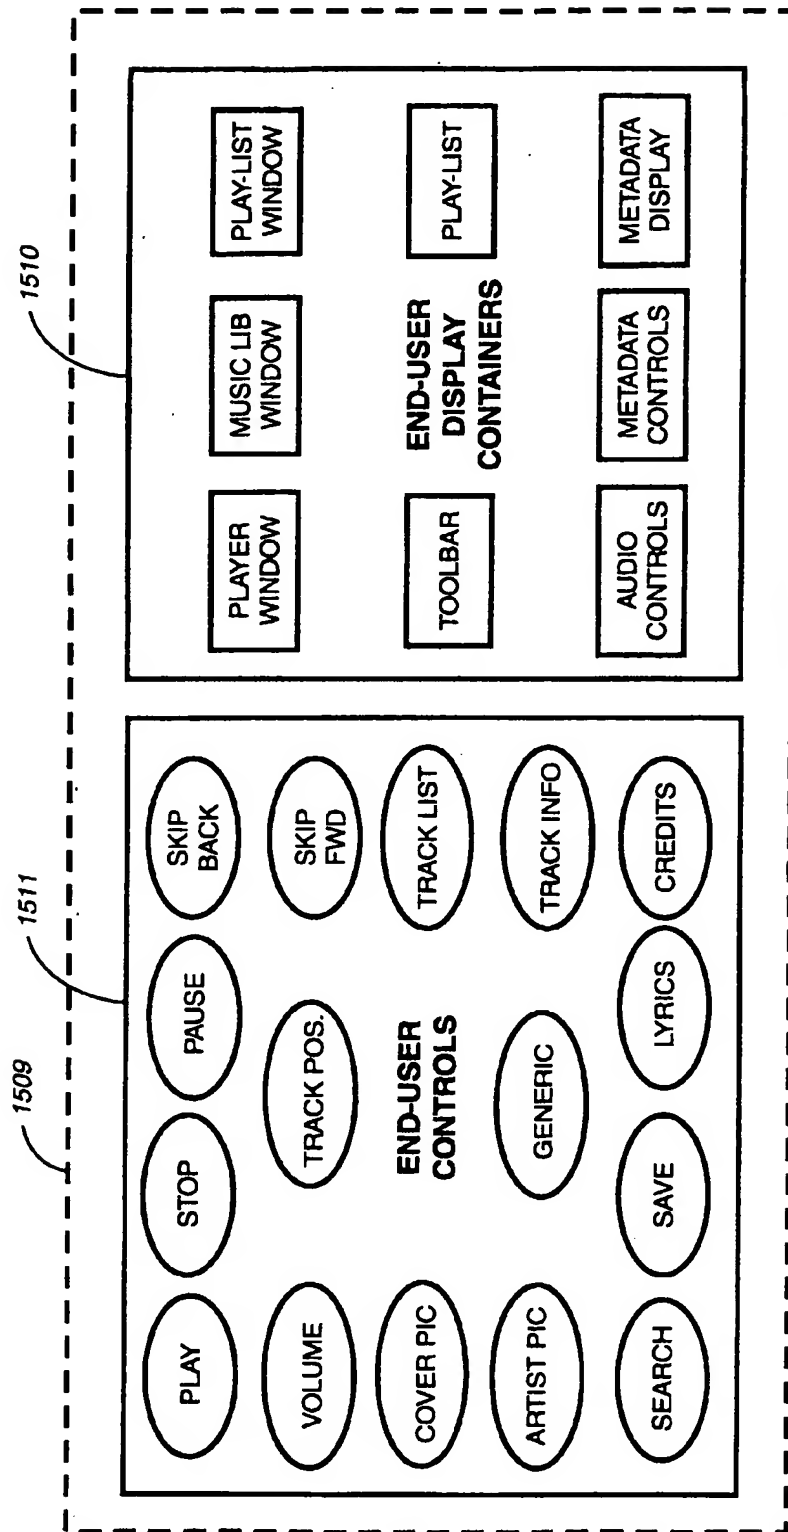 1509
1511
1510
PLAY
STOP
PAUSE
SKIP
BACK
VOLUME
TRACK POS.
SKIP
FWD
COVER PIC
END-USER
CONTROLS
TRACK LIST
ARTIST PIC
GENERIC
TRACK INFO
SEARCH
SAVE
LYRICS
CREDITS
PLAYER
WINDOW
MUSIC LIB
WINDOW
PLAY-LIST
WINDOW
TOOLBAR
END-USER
DISPLAY
CONTAINERS
PLAY-LIST
AUDIO
CONTROLS
METADATA
CONTROLS
METADATA
DISPLAY